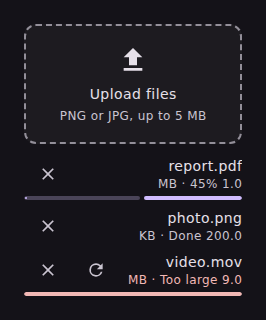 Upload files
PNG or JPG, up to 5 MB
report.pdf
MB · 45% 1.0
photo.png
KB · Done 200.0
video.mov
MB · Too large 9.0